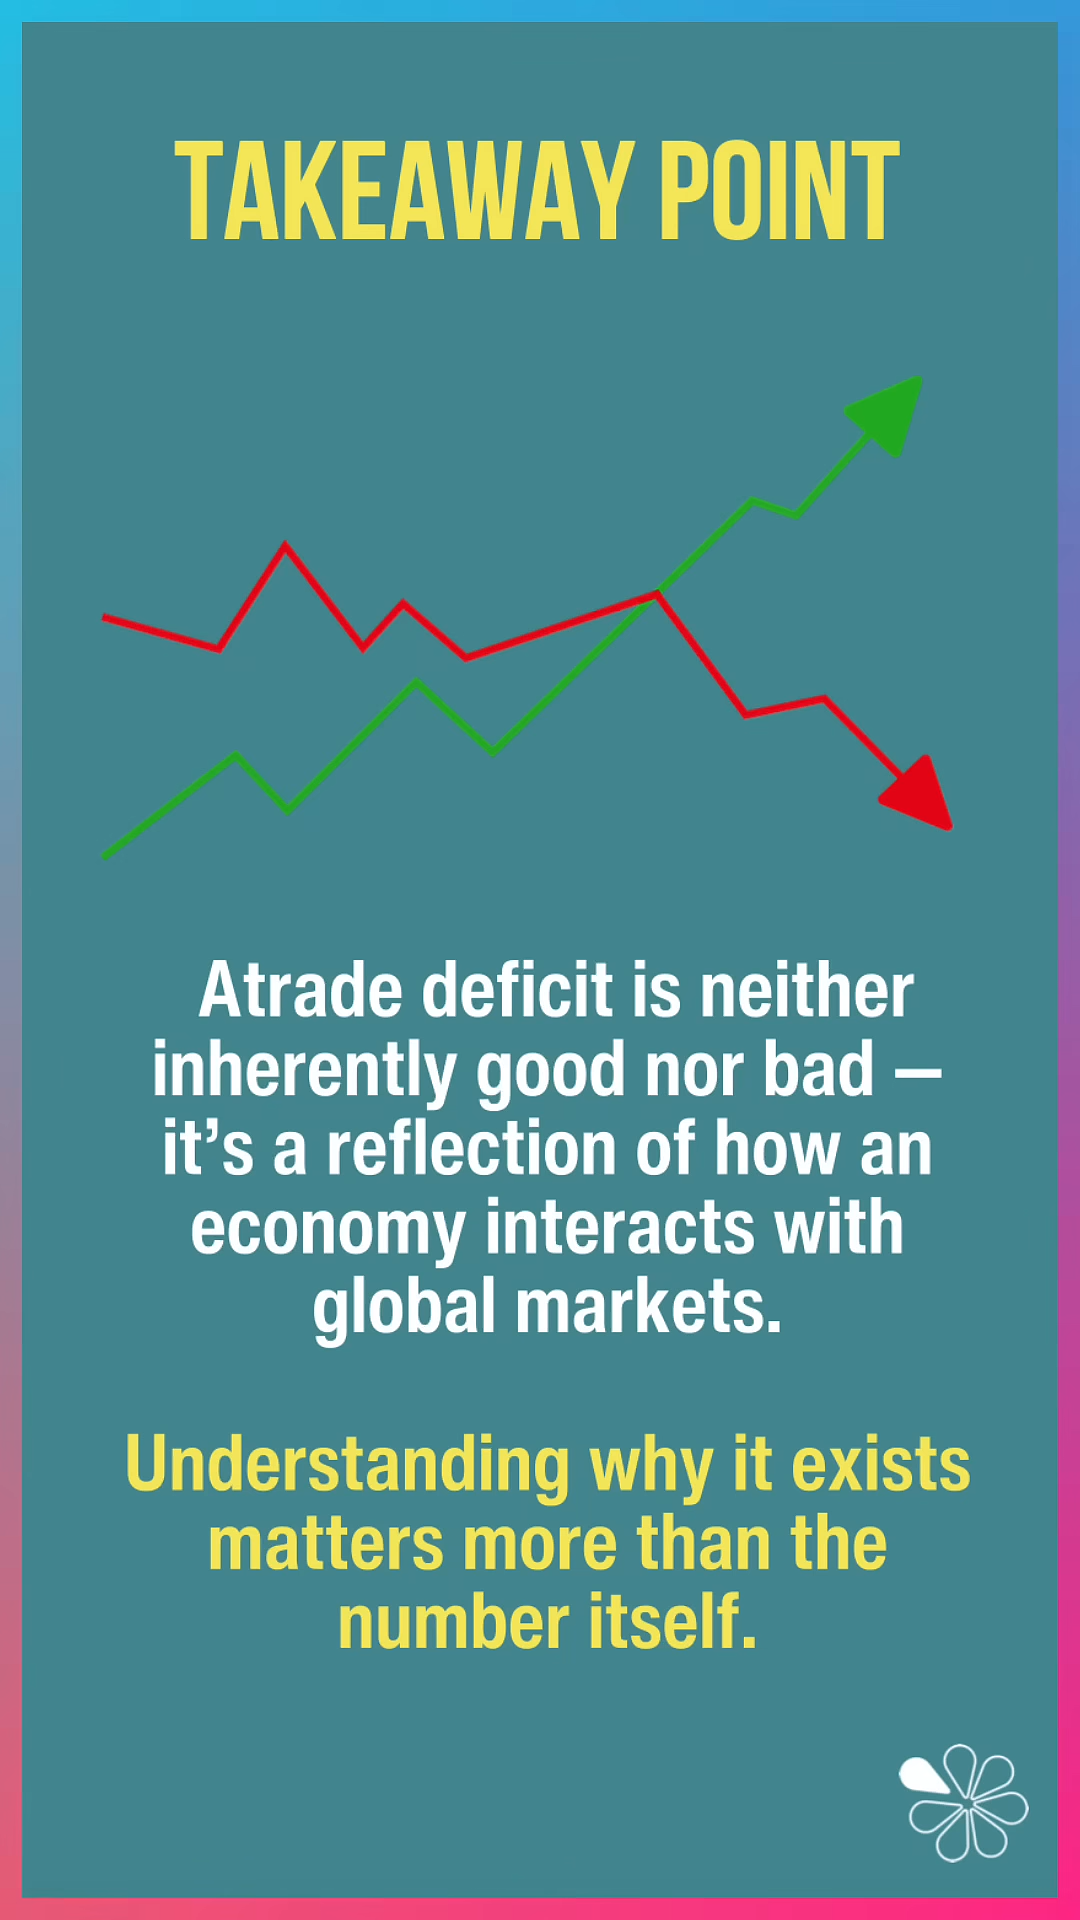 TAKEAWAY POINT
Atrade deficit is neither
inherently good nor bad —
it’s a reflection of how an
economy interacts with
global markets.
Understanding why it exists
matters more than the
number itself.